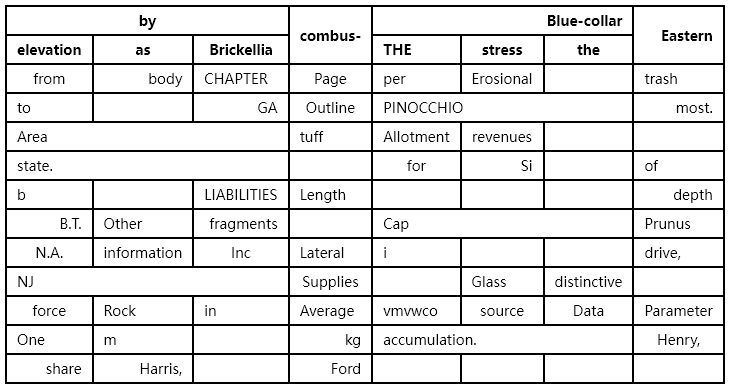 by combus- Blue-collar Eastern
elevation as Brickellia THE stress the
from body CHAPTER Page per Erosional trash
to GA Outline PINOCCHIO most.
Area tuff Allotment revenues
state. for Si of
b LIABILITIES Length depth
B.T. Other fragments Cap Prunus
N.A. information Inc Lateral i drive,
NJ Supplies Glass distinctive
force Rock in Average vmvwco source Data Parameter
One m kg accumulation. Henry,
share Harris, Ford